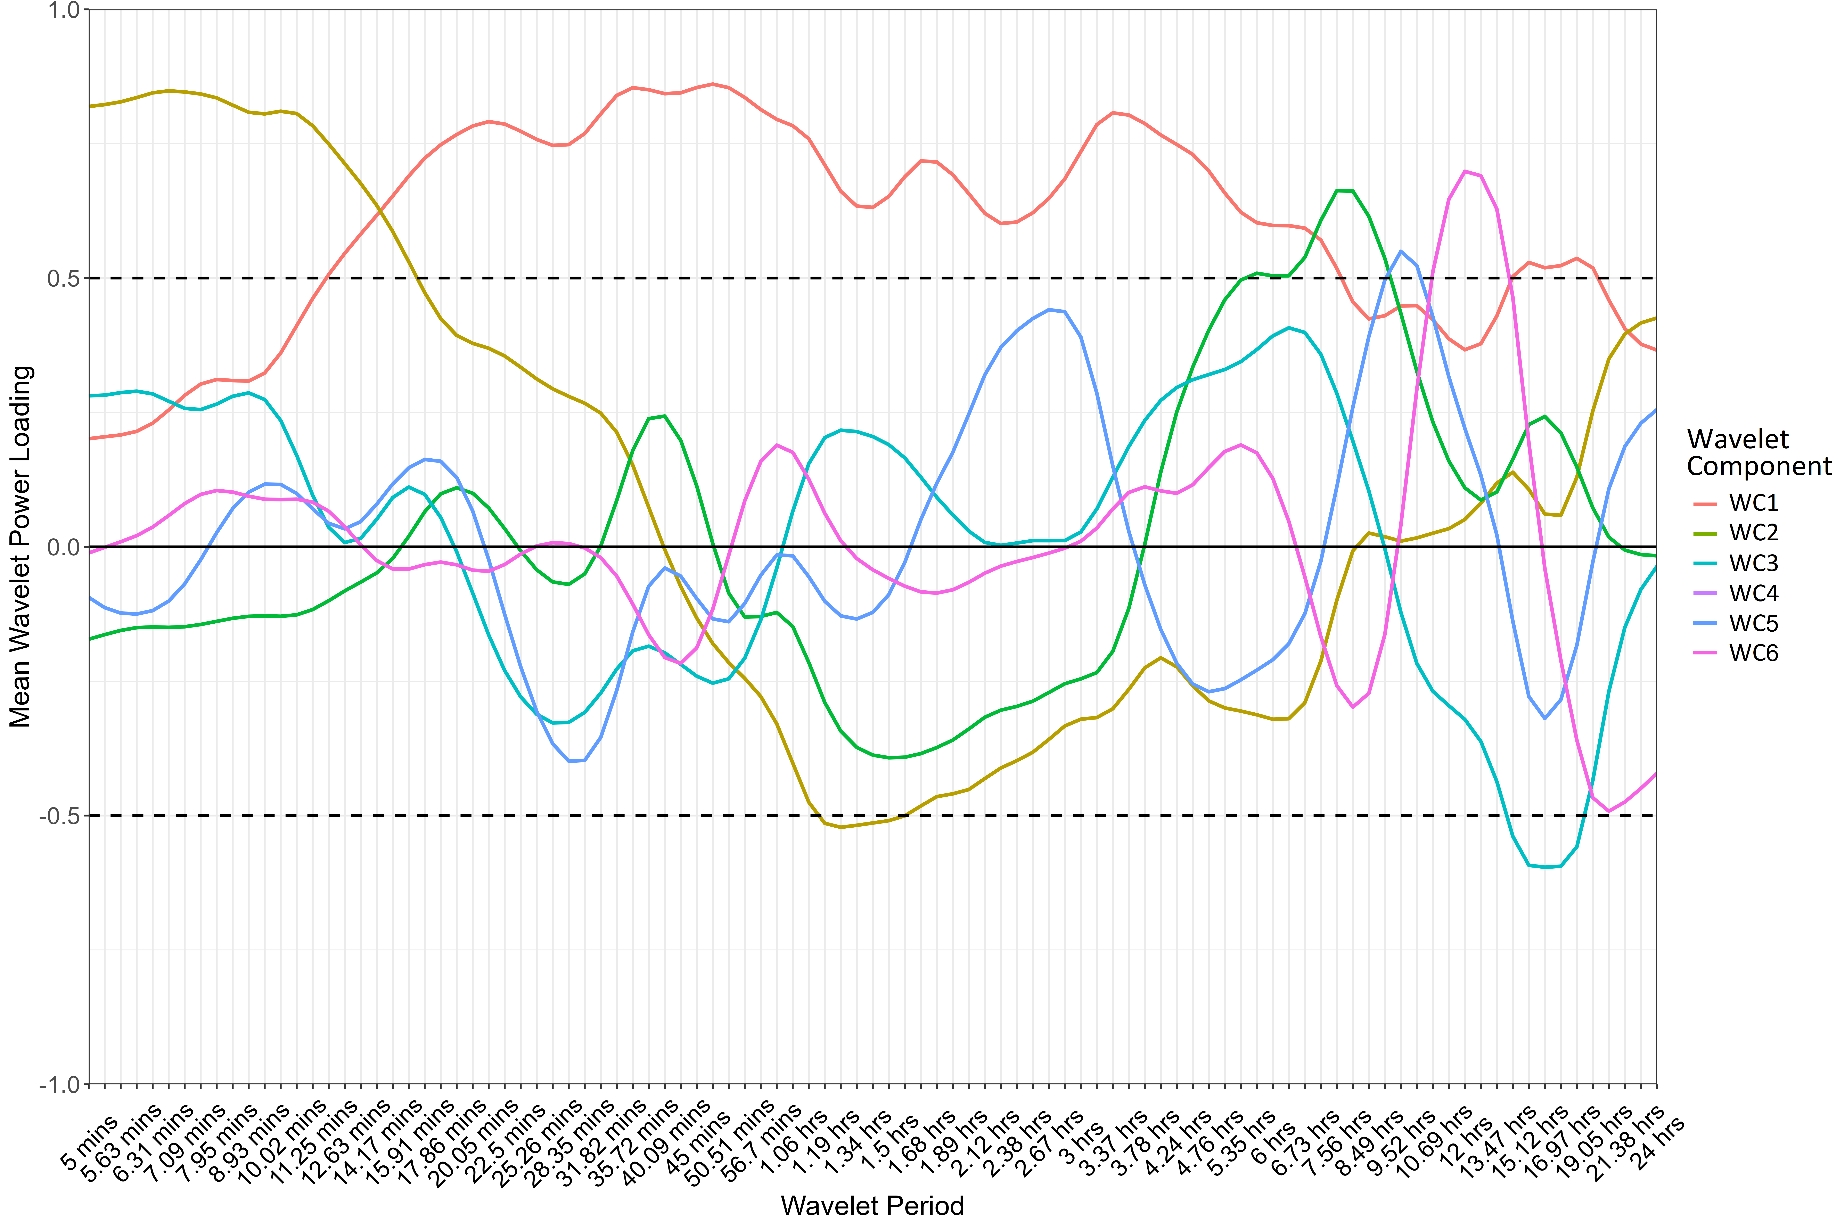 1.0
0.5
0.0
-0.5
-1.0
Mean Wavelet Power Loading
5 mins
5.63 mins
6.31 mins
7.09 mins
7.95 mins
8.93 mins
10.02 mins
11.25 mins
12.63 mins
14.17 mins
15.91 mins
17.86 mins
20.05 mins
22.5 mins
25.26 mins
28.35 mins
31.82 mins
35.72 mins
40.09 mins
45 mins
50.51 mins
56.7 mins
1.06 hrs
1.19 hrs
1.34 hrs
1.5 hrs
1.68 hrs
1.89 hrs
2.12 hrs
2.38 hrs
2.67 hrs
3 hrs
3.37 hrs
3.78 hrs
4.24 hrs
4.76 hrs
5.35 hrs
6 hrs
6.73 hrs
7.56 hrs
8.49 hrs
9.52 hrs
10.69 hrs
12 hrs
13.47 hrs
15.12 hrs
16.97 hrs
19.05 hrs
21.38 hrs
24 hrs
Wavelet Period
Wavelet
Component
WC1
WC2
WC3
WC4
WC5
WC6